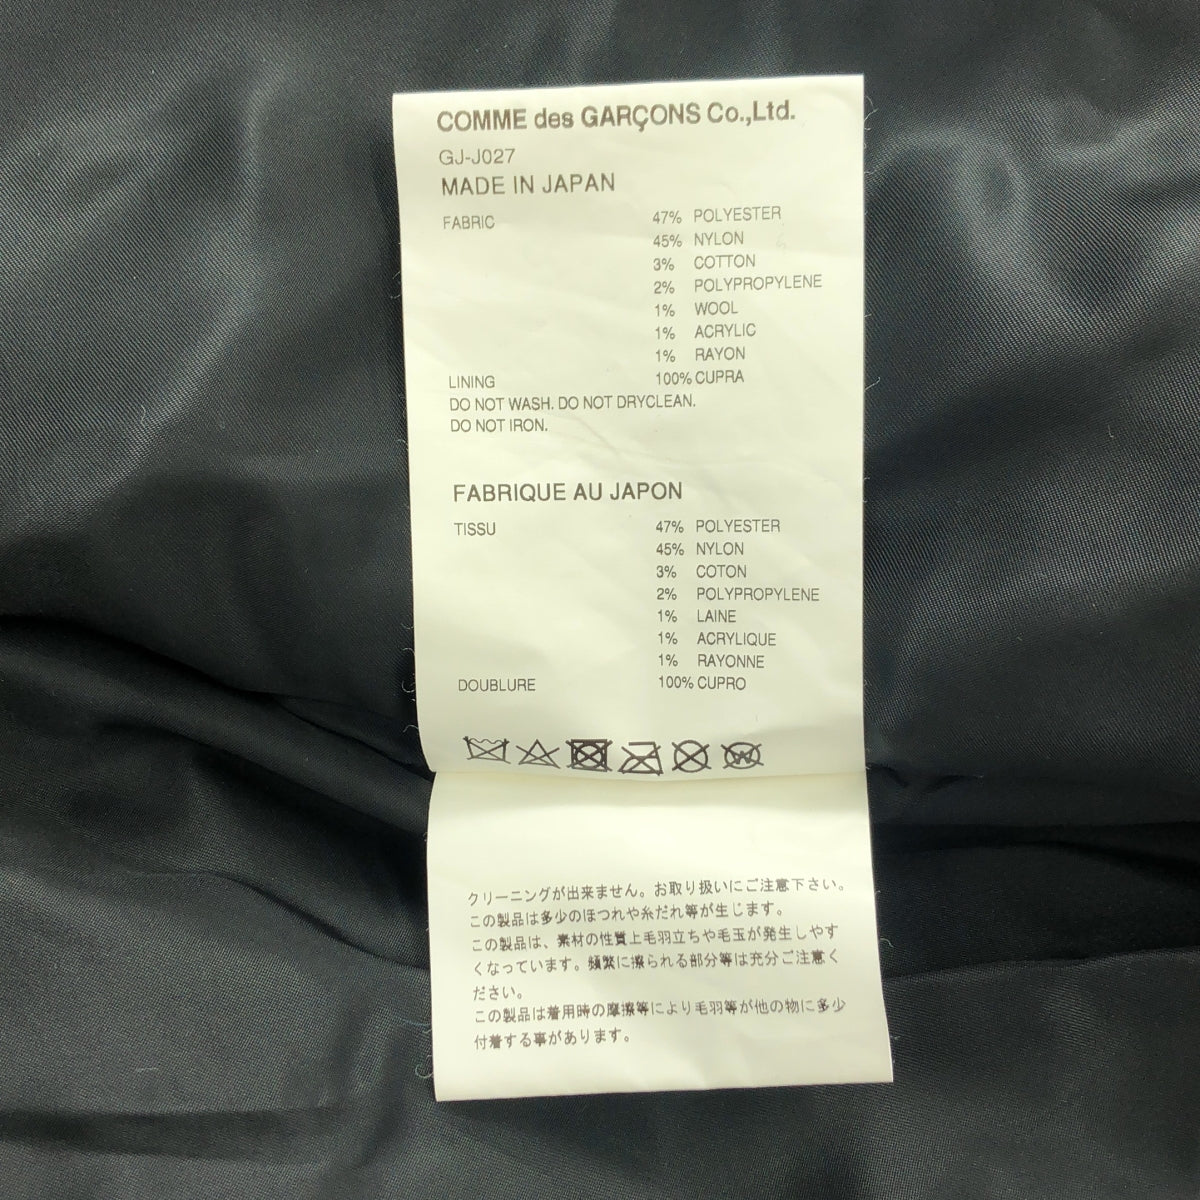 COMME des GARÇONS Co.,Ltd.
GJ-J027
MADE IN JAPAN
FABRIC 47% POLYESTER
45% NYLON
3% COTTON
2% POLYPROPYLENE
1% WOOL
1% ACRYLIC
1% RAYON
LINING 100% CUPRA
DO NOT WASH. DO NOT DRYCLEAN.
DO NOT IRON.
FABRIQUE AU JAPON
TISSU 47% POLYESTER
45% NYLON
3% COTON
2% POLYPROPYLENE
1% LAINE
1% ACRYLIQUE
1% RAYONNE
DOUBLURE 100% CUPRO
W
クリーニングが出来ません。お取り扱いにご注意下さい。
この製品は多少のほつれや糸だれ等が生じます。
この製品は、素材の性質上毛羽立ちや毛玉が発生しやす
くなっています。頻繁に擦られる部分等は充分ご注意く
ださい。
この製品は着用時の摩擦等により毛羽等が他の物に多少
付着する事があります。